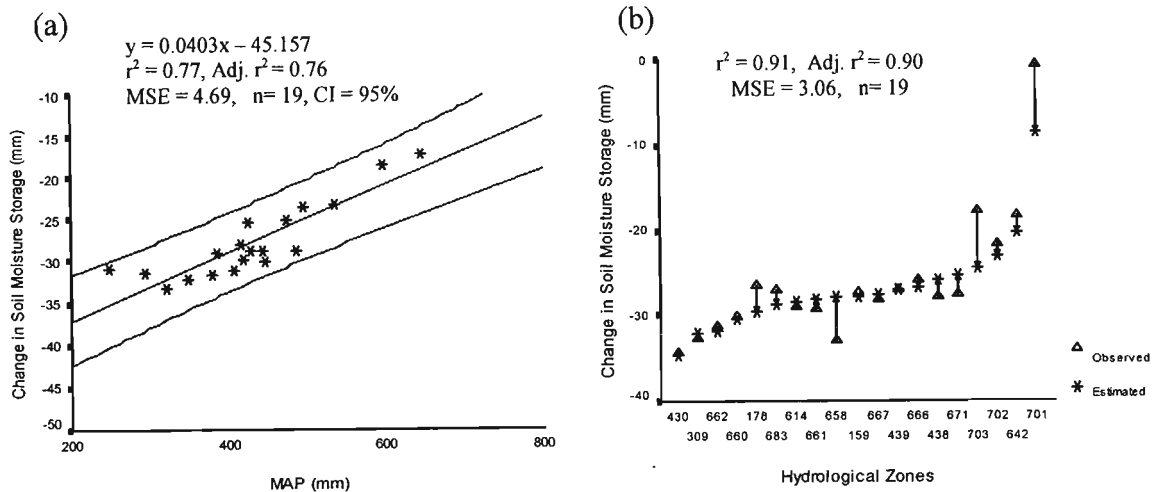 (a)
y = 0.0403x – 45.157
r² = 0.77, Adj. r² = 0.76
MSE = 4.69, n= 19, CI = 95%
Change in Soil Moisture Storage (mm)
-10
-15
-20
-25
-30
-35
-40
-45
-50
200 400 600 800
MAP (mm)
(b)
r² = 0.91, Adj. r² = 0.90
MSE = 3.06, n= 19
Change in Soil Moisture Storage (mm)
0
-10
-20
-30
-40
430 662 178 614 658 667 666 671 702 701
309 660 683 661 159 439 438 703 642
Hydrological Zones
Observed
Estimated